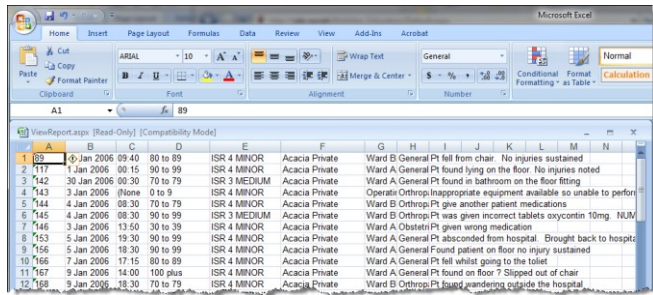 Microsoft Excel
Home Insert Page Layout Formulas Data Review View Add-Ins Acrobat
Cut
Copy
Paste
Format Painter
Clipboard
ARIAL 10 A A
B I U A
Font
Wrap Text
Merge & Center
Alignment
General
$ % , .0 .00
Number
Conditional Formatting
Format as Table
Normal
Calculation
A1 fx 89
ViewReport.aspx [Read-Only] [Compatibility Mode]
A B C D E F G H I J K L M N
1 89 Jan 2006 09:40 80 to 89 ISR 4 MINOR Acacia Private Ward B General Pt fell from chair. No injuries sustained
2 117 1 Jan 2006 00:15 90 to 99 ISR 4 MINOR Acacia Private Ward A General Pt found lying on the floor. No injuries noted
3 142 30 Jan 2006 00:30 70 to 79 ISR 3 MEDIUM Acacia Private Ward A General Pt found in bathroom on the floor fitting
4 143 3 Jan 2006 (None 0 to 9 ISR 4 MINOR Acacia Private Operatin Orthop Inappropriate equipment available so unable to perform
5 144 4 Jan 2006 08:30 70 to 79 ISR 4 MINOR Acacia Private Ward B Orthrop Pt give another patient medications
6 145 4 Jan 2006 08:30 90 to 99 ISR 3 MEDIUM Acacia Private Ward B Orthrop Pt was given incorrect tablets oxycontin 10mg. NUM
7 146 3 Jan 2006 13:50 30 to 39 ISR 4 MINOR Acacia Private Ward A Obstetri Pt given wrong medication
8 153 5 Jan 2006 19:30 90 to 99 ISR 4 MINOR Acacia Private Ward A General Pt absconded from hospital. Brought back to hospita
9 156 5 Jan 2006 18:30 90 to 99 ISR 4 MINOR Acacia Private Ward A General Found patient on floor no injury sustained
10 166 7 Jan 2006 17:15 80 to 89 ISR 4 MINOR Acacia Private Ward A General Pt fell whilst going to the toliet
11 167 8 Jan 2006 14:00 100 plus ISR 4 MINOR Acacia Private Ward A General Pt found on floor ? Slipped out of chair
12 168 9 Jan 2006 18:30 70 to 79 ISR 4 MINOR Acacia Private Ward B Orthrop Pt found wandering outside the hospital